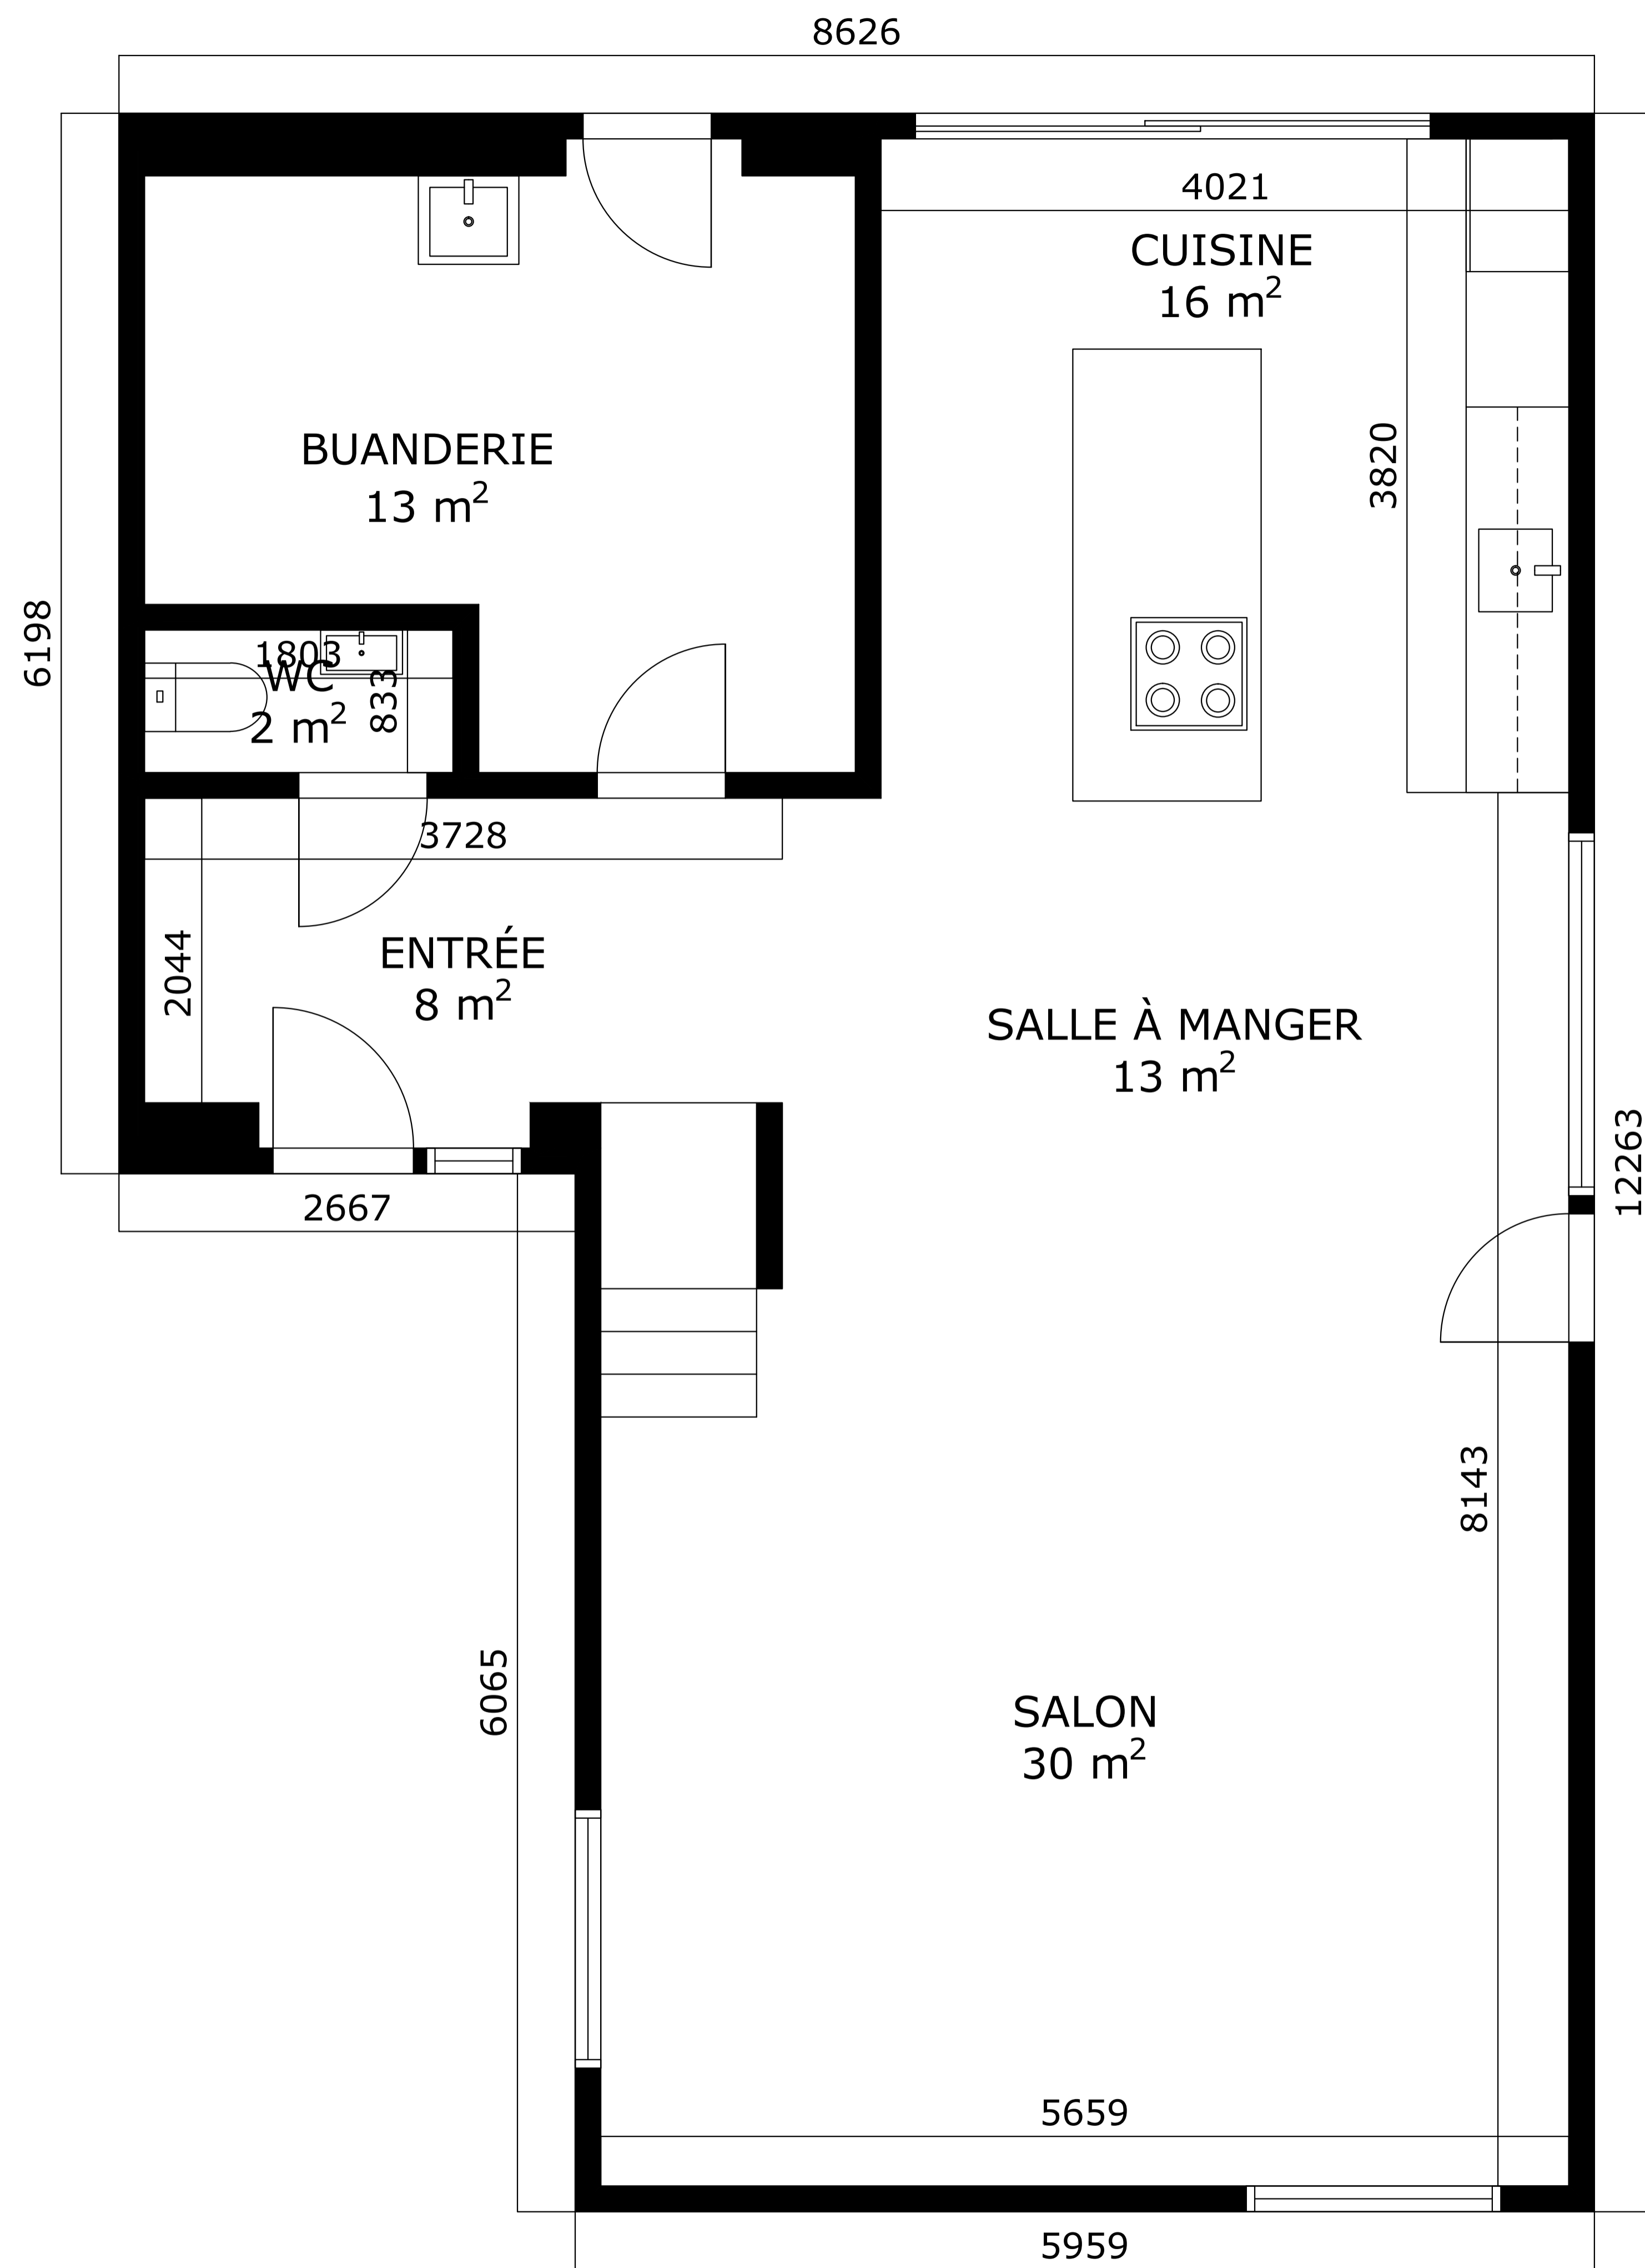 8626
4021
CUISINE
16 m²
3820
BUANDERIE
13 m²
6198
1803
WC
2 m²
833
3728
2044
ENTRÉE
8 m²
SALLE À MANGER
13 m²
12263
2667
8143
6065
SALON
30 m²
5659
5959